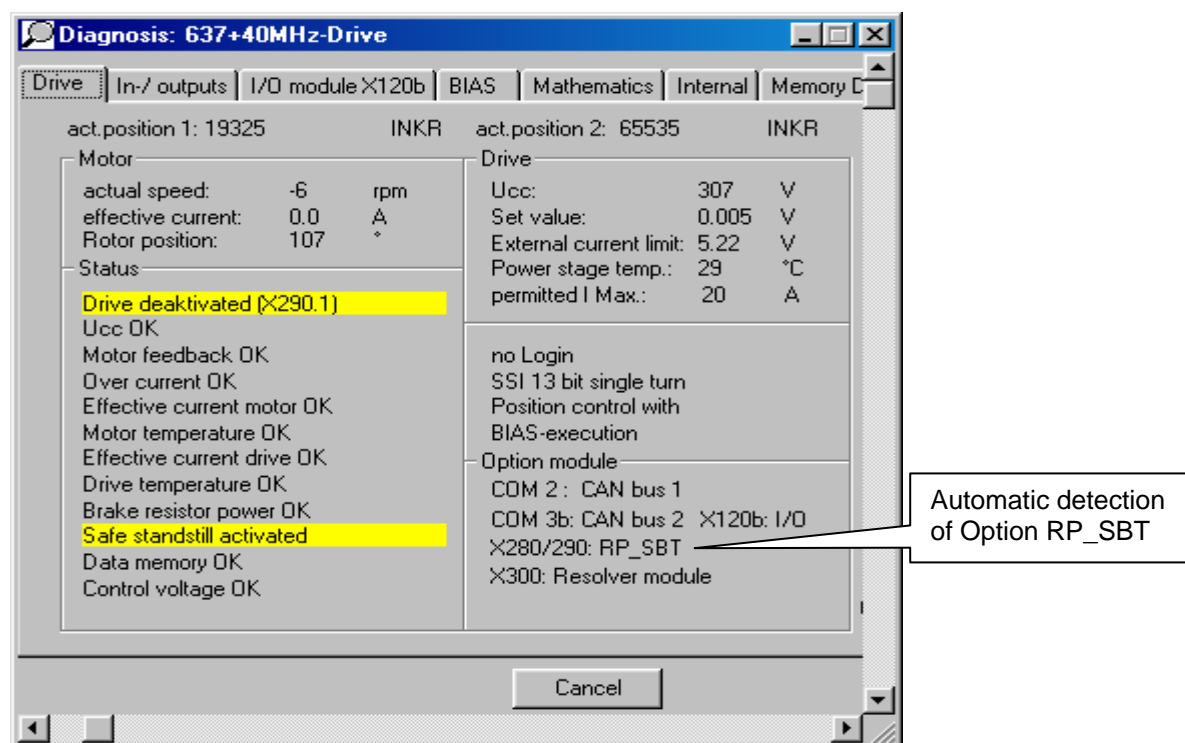 Diagnosis: 637+40MHz-Drive
Drive In-/ outputs I/O module X120b BIAS Mathematics Internal Memory D
act.position 1: 19325 INKR act.position 2: 65535 INKR
Motor
actual speed: -6 rpm
effective current: 0.0 A
Rotor position: 107 °
Status
Drive deaktivated (X290.1)
Ucc OK
Motor feedback OK
Over current OK
Effective current motor OK
Motor temperature OK
Effective current drive OK
Drive temperature OK
Brake resistor power OK
Safe standstill activated
Data memory OK
Control voltage OK
Drive
Ucc: 307 V
Set value: 0.005 V
External current limit: 5.22 V
Power stage temp.: 29 °C
permitted I Max.: 20 A
no Login
SSI 13 bit single turn
Position control with
BIAS-execution
Option module
COM 2 : CAN bus 1
COM 3b: CAN bus 2 X120b: I/O
X280/290: RP_SBT
X300: Resolver module
Automatic detection
of Option RP_SBT
Cancel